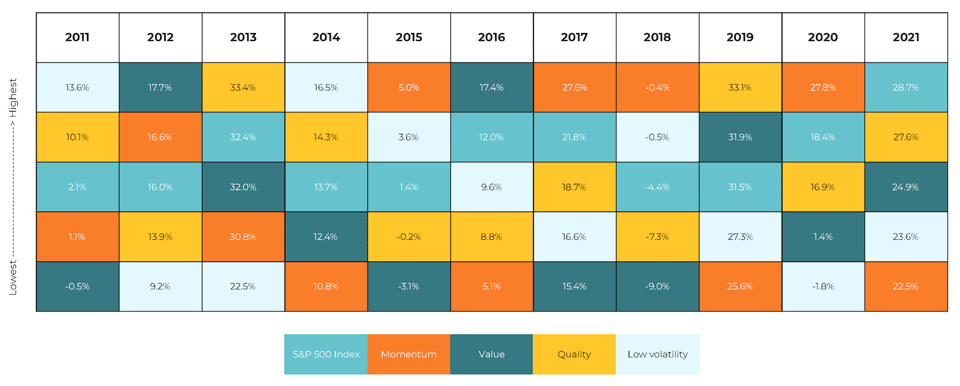 2011 2012 2013 2014 2015 2016 2017 2018 2019 2020 2021
Lowest ------------------------> Highest
13.6% 17.7% 33.4% 16.5% 5.0% 17.4% 27.6% -0.4% 33.1% 27.8% 28.7%
10.1% 16.6% 32.4% 14.3% 3.6% 12.0% 21.8% -0.5% 31.9% 18.4% 27.6%
2.1% 16.0% 32.0% 13.7% 1.4% 9.6% 18.7% -4.4% 31.5% 16.9% 24.9%
1.1% 13.9% 30.8% 12.4% -0.2% 8.8% 16.6% -7.3% 27.3% 1.4% 23.6%
-0.5% 9.2% 22.5% 10.8% -3.1% 5.1% 15.4% -9.0% 25.6% -1.8% 22.5%
S&P 500 Index Momentum Value Quality Low volatility